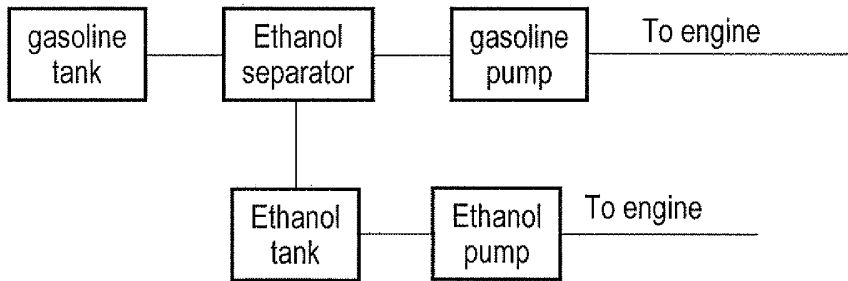 gasoline
tank
Ethanol
separator
gasoline
pump
To engine
Ethanol
tank
Ethanol
pump
To engine